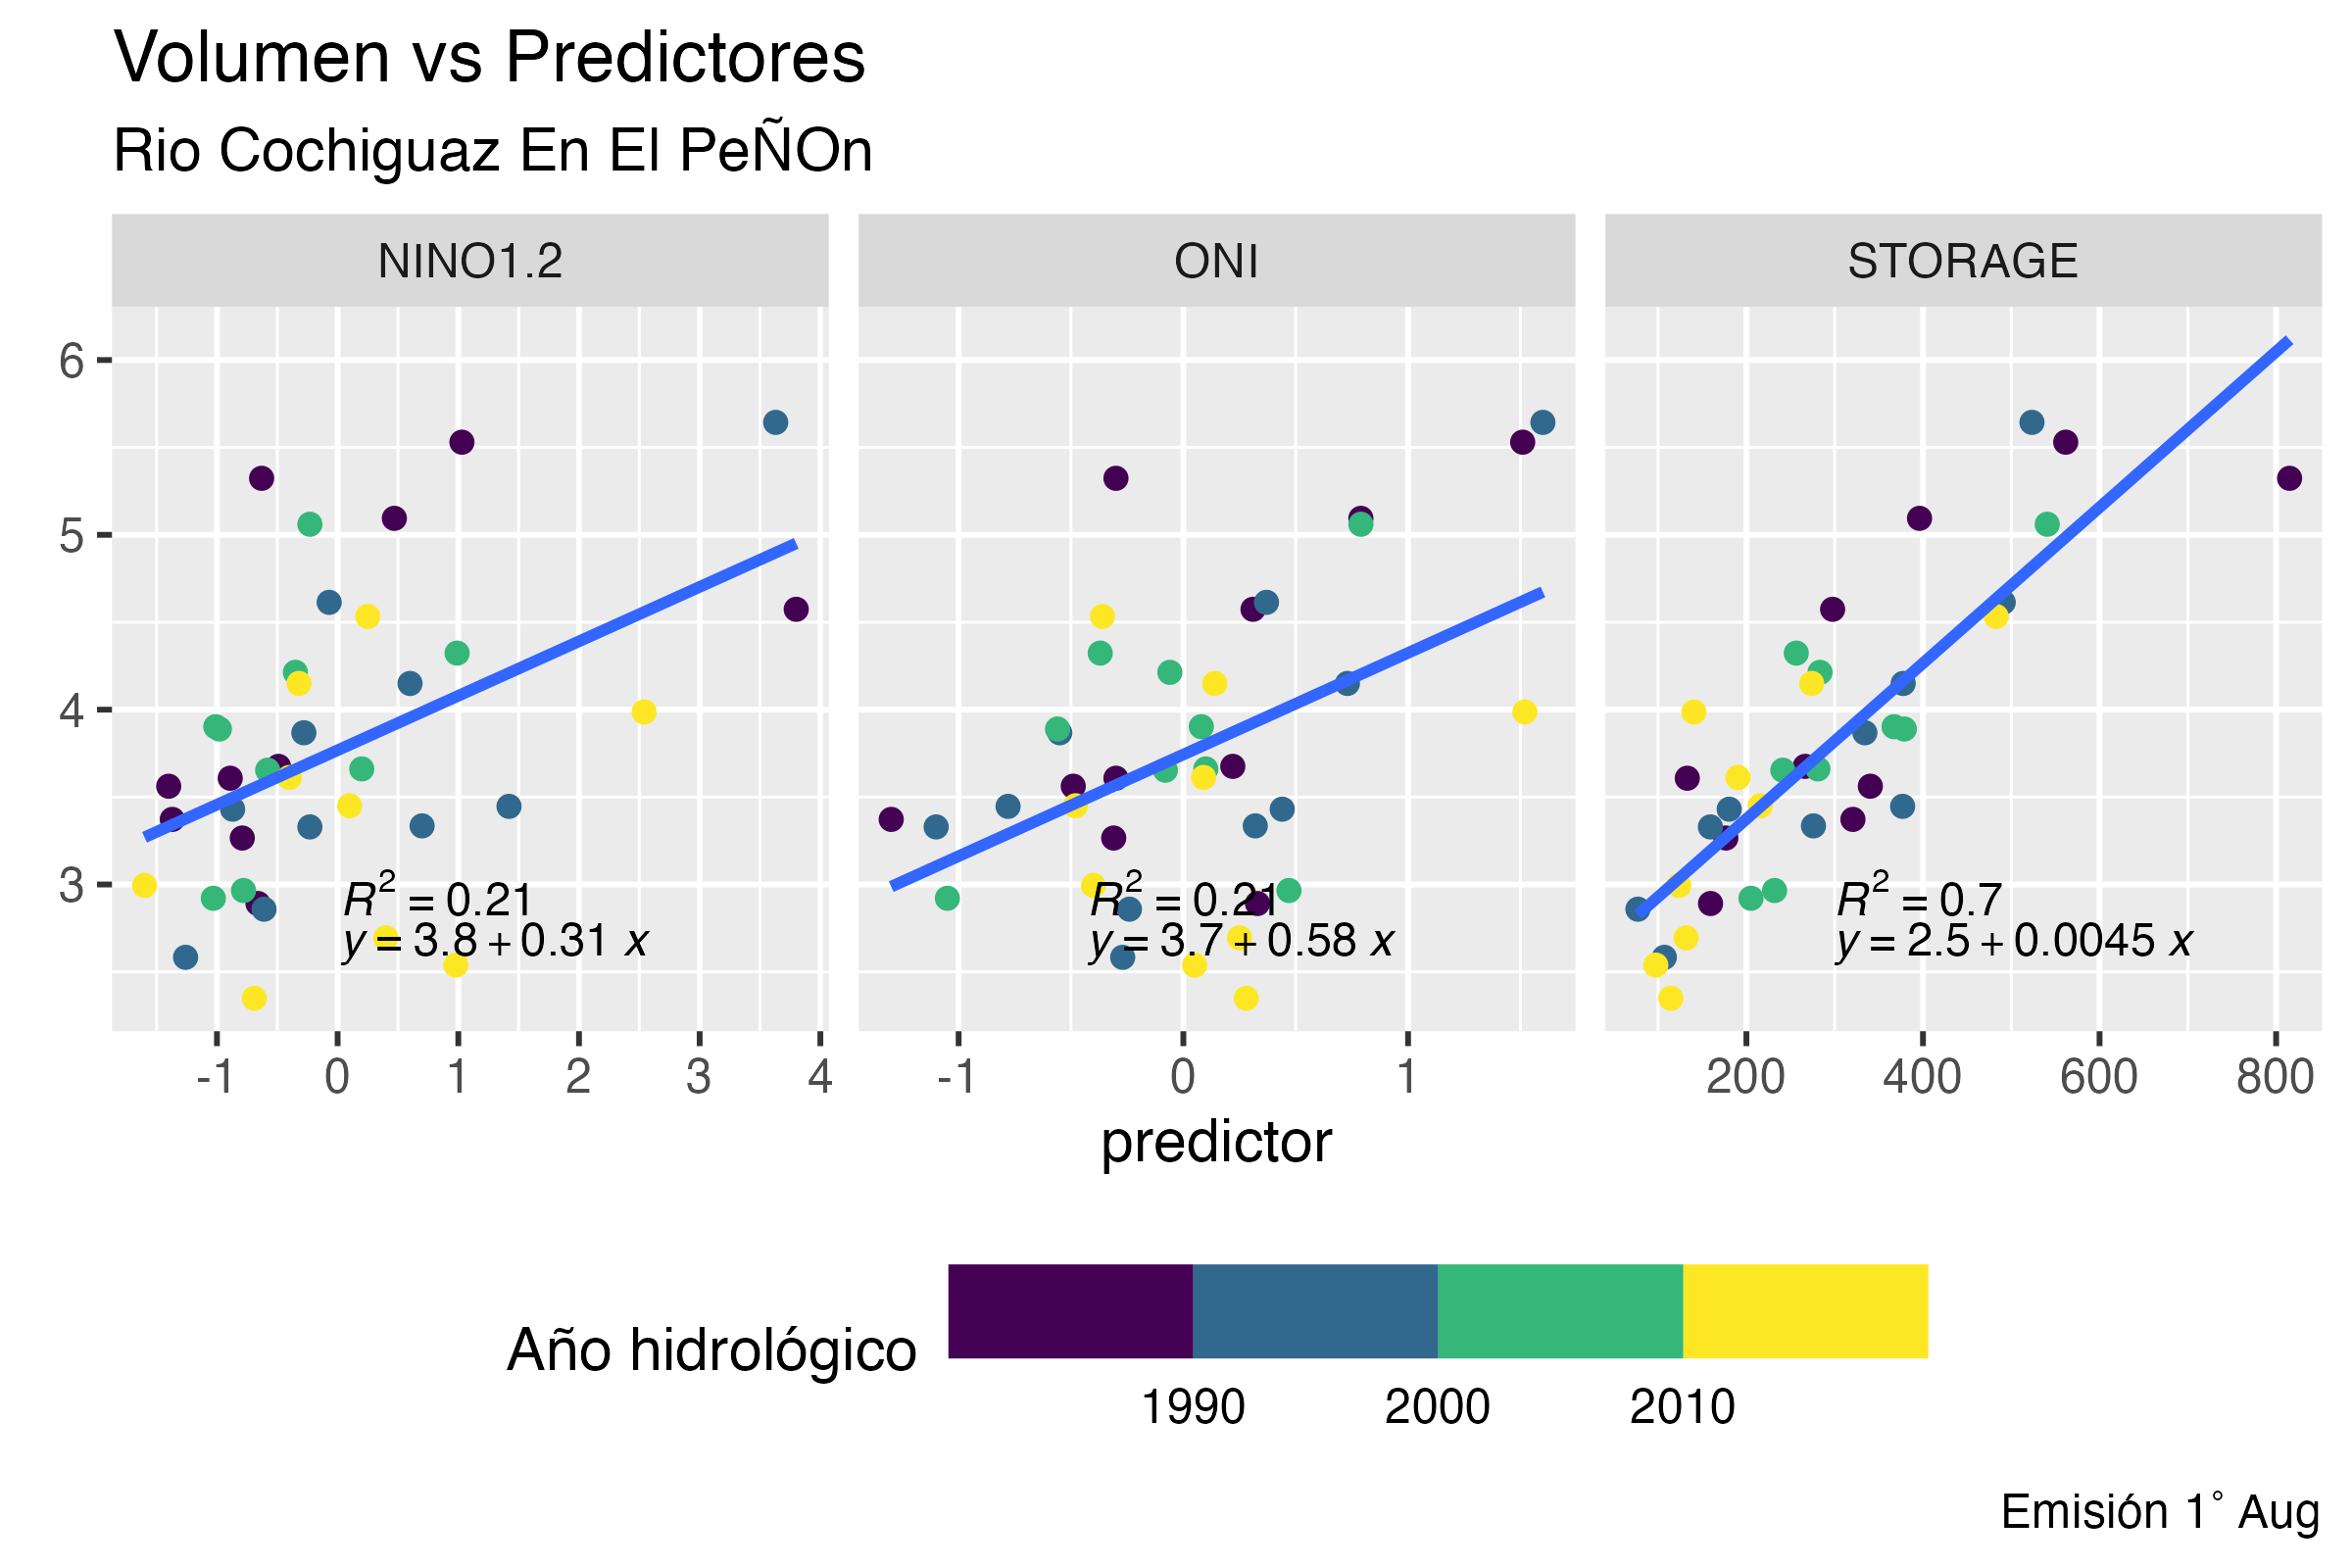 Volumen vs Predictores
Rio Cochiguaz En El PeÑOn
NINO1.2 ONI STORAGE
6
5
4
3
R² = 0.21 R² = 0.21 R² = 0.7
y = 3.8 + 0.31 x y = 3.7 + 0.58 x y = 2.5 + 0.0045 x
-1 0 1 2 3 4 -1 0 1 200 400 600 800
predictor
Año hidrológico
1990 2000 2010
Emisión 1° Aug